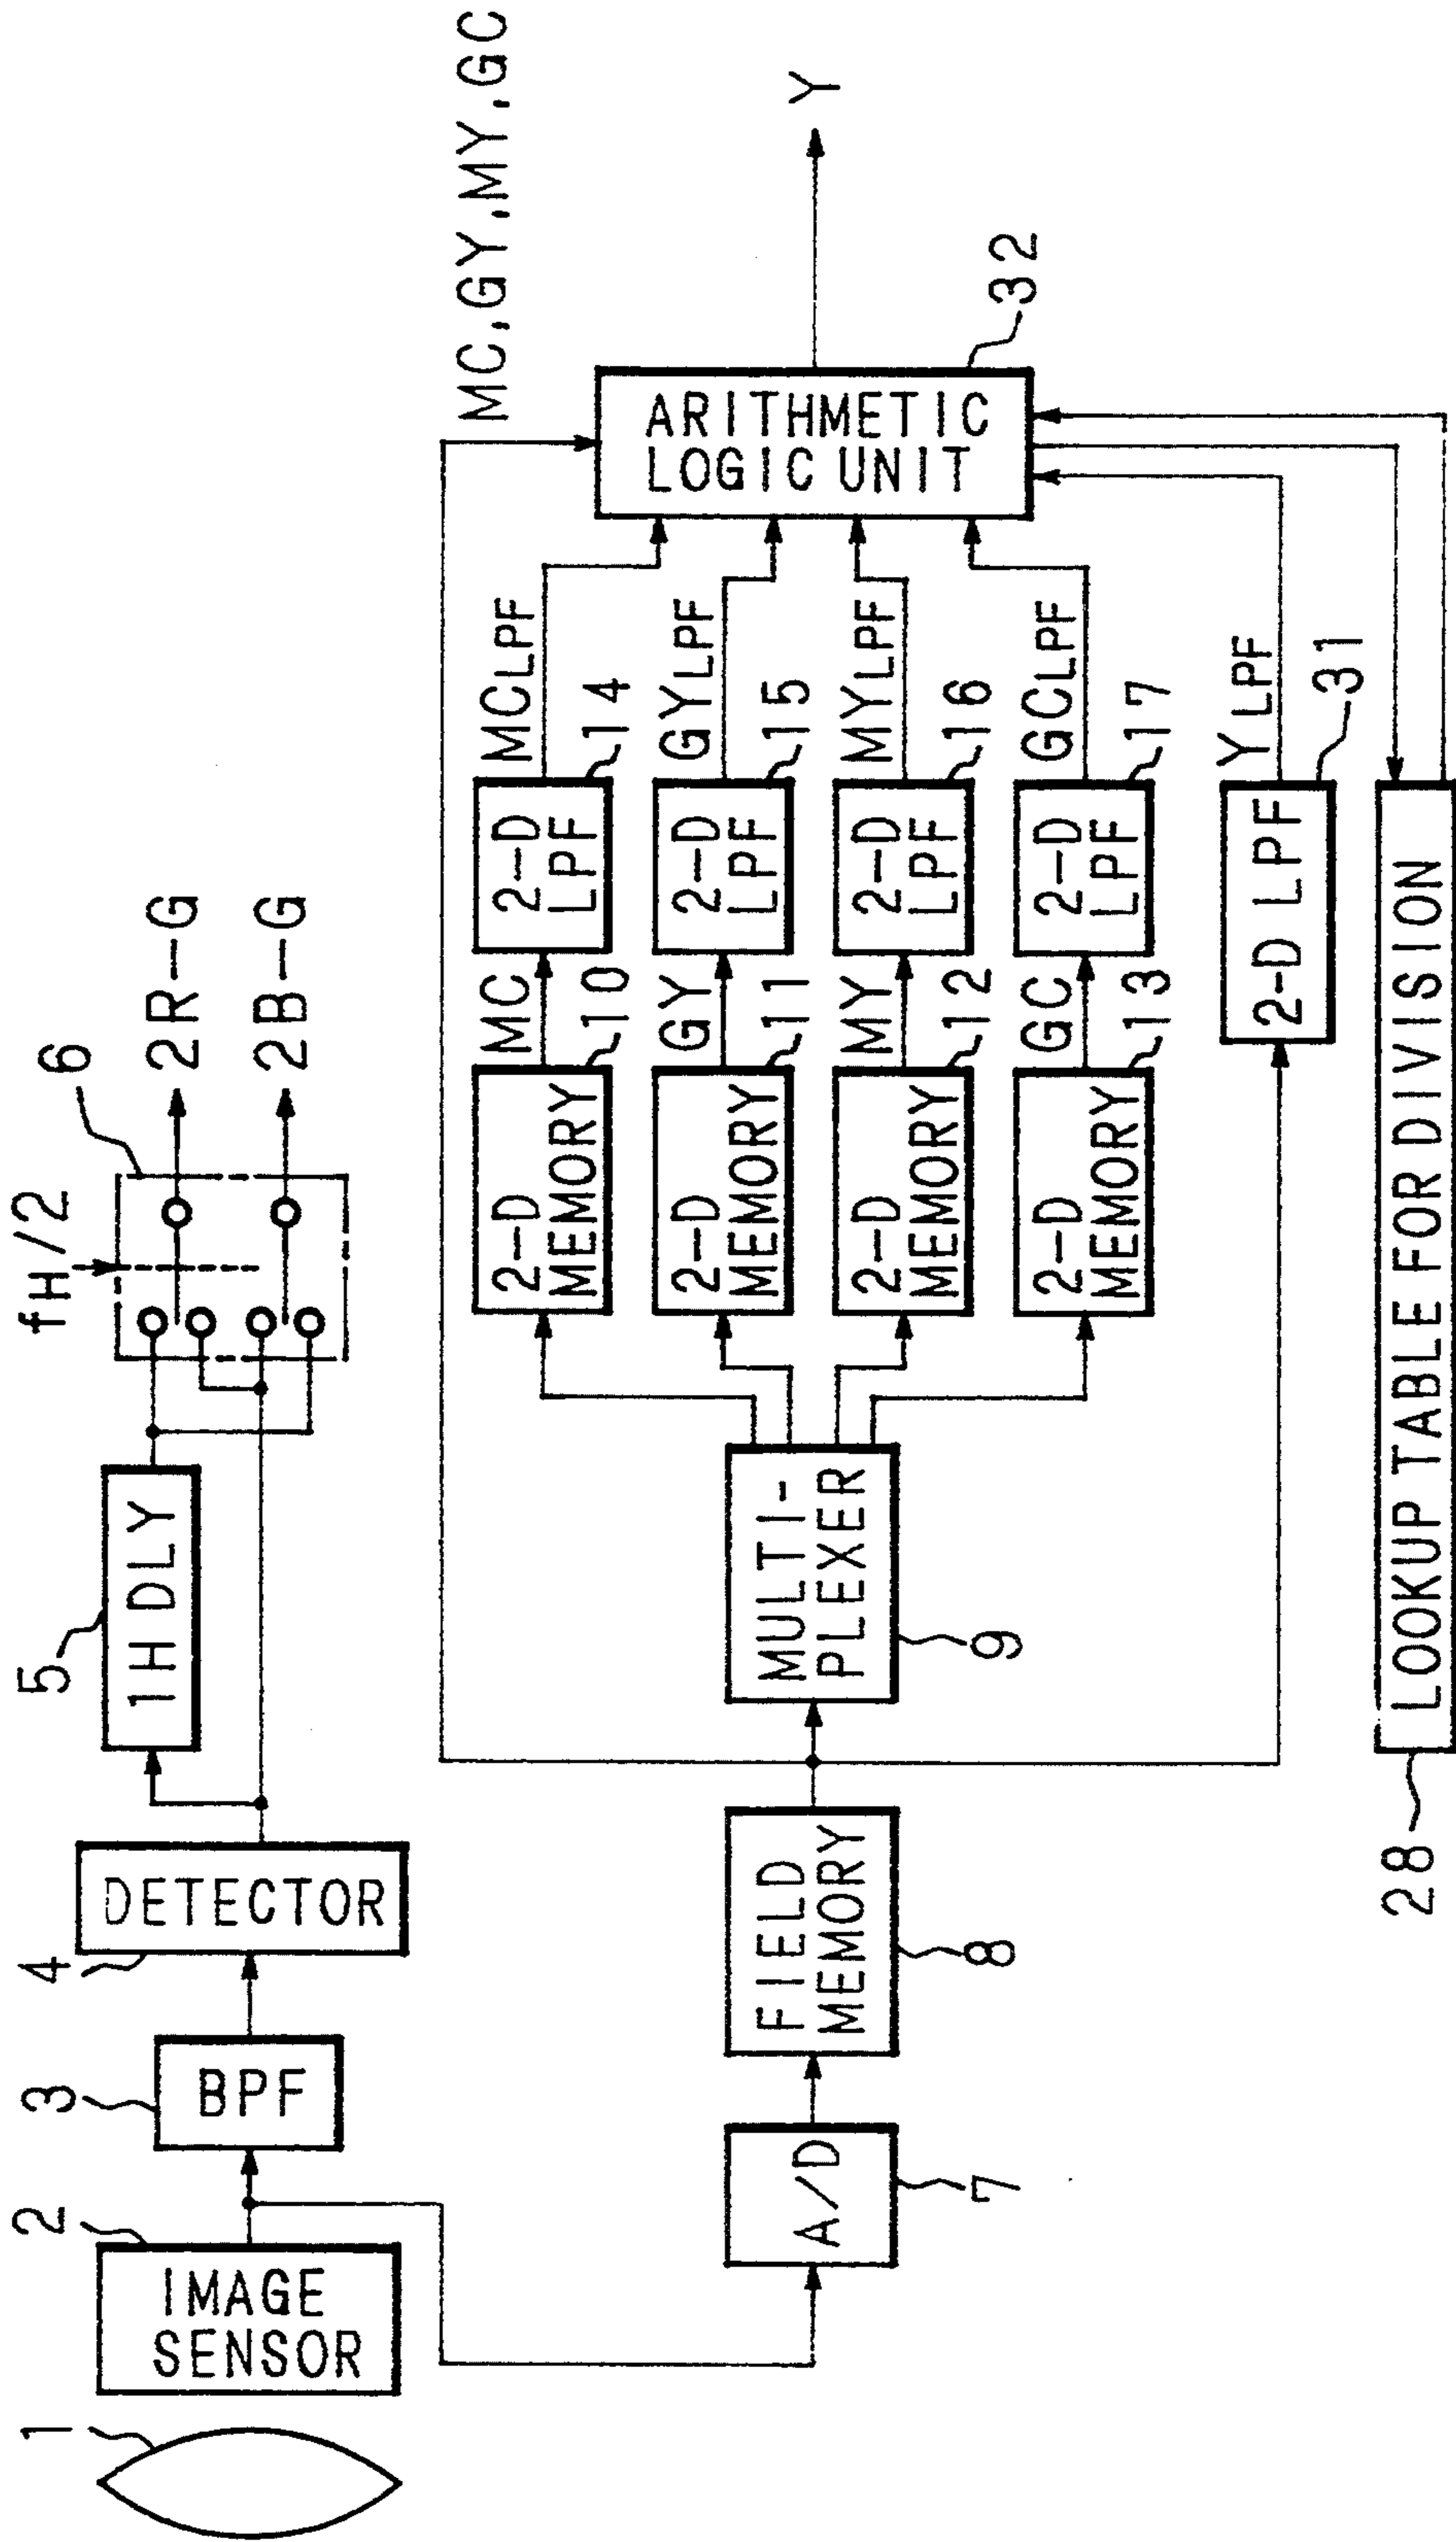 1
2
IMAGE
SENSOR
3
BPF
4
DETECTOR
5
1H DLY
fH/2
6
2R-G
2B-G
7
A/D
8
FIELD
MEMORY
9
MULTI-
PLEXER
2-D
MEMORY
MC
10
2-D
LPF
MCLPF
14
2-D
MEMORY
GY
11
2-D
LPF
GYLPF
15
2-D
MEMORY
MY
12
2-D
LPF
MYLPF
16
2-D
MEMORY
GC
13
2-D
LPF
GCLPF
17
2-D LPF
YLPF
31
MC,GY,MY,GC
ARITHMETIC
LOGIC UNIT
32
Y
28
LOOKUP TABLE FOR DIVISION